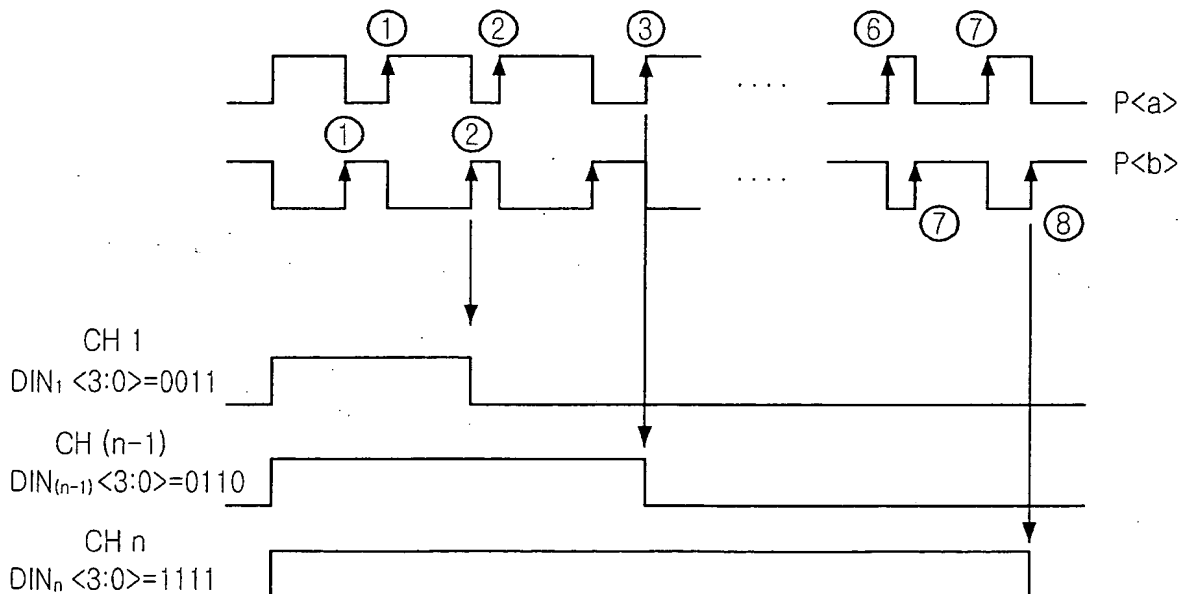 ① ② ③ ⑥ ⑦
. . . .
P<a>
① ②
. . . .
P<b>
⑦ ⑧
CH 1
DIN₁ <3:0>=0011
CH (n-1)
DIN₍ₙ₋₁₎<3:0>=0110
CH n
DINₙ <3:0>=1111